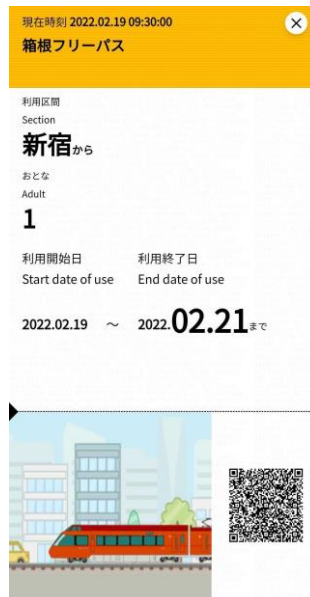 現在時刻 2022.02.19 09:30:00
箱根フリーパス
利用区間
Section
新宿から
おとな
Adult
1
利用開始日 利用終了日
Start date of use End date of use
2022.02.19 ～ 2022.02.21まで